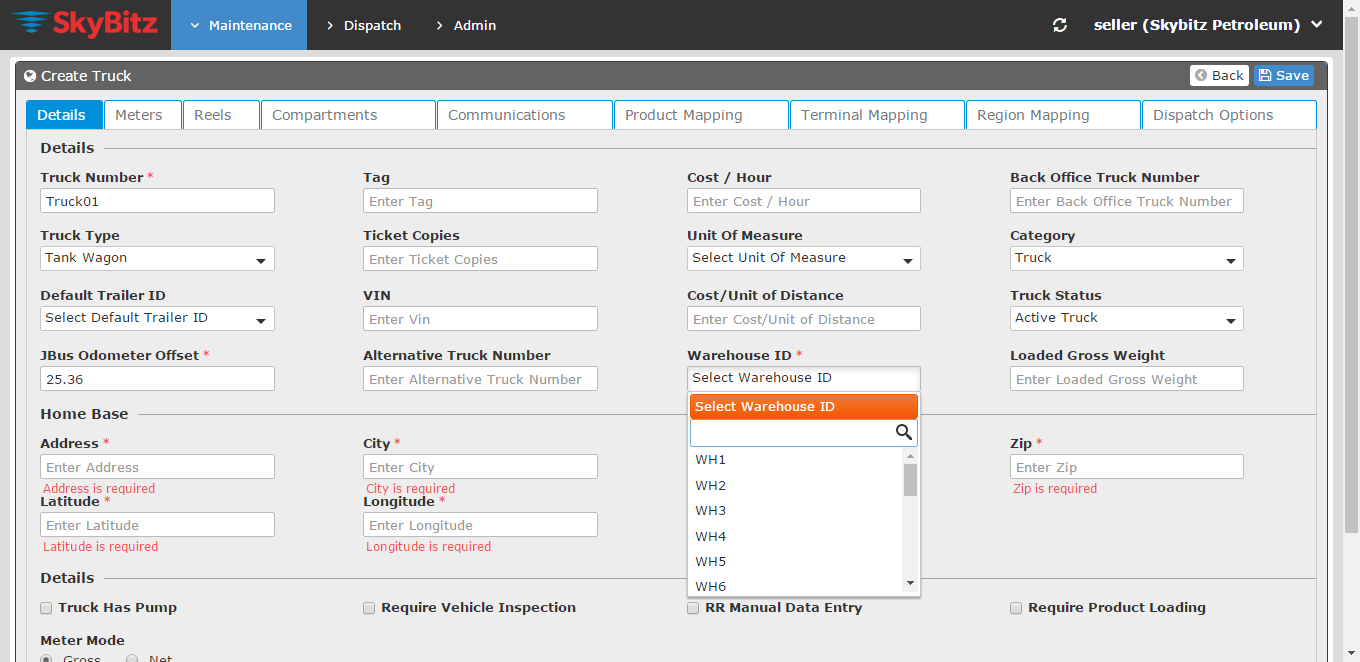 SkyBitz Maintenance Dispatch Admin seller (Skybitz Petroleum)
Create Truck Back Save
Details Meters Reels Compartments Communications Product Mapping Terminal Mapping Region Mapping Dispatch Options
Details
Truck Number * Tag Cost / Hour Back Office Truck Number
Truck01 Enter Tag Enter Cost / Hour Enter Back Office Truck Number
Truck Type Ticket Copies Unit Of Measure Category
Tank Wagon Enter Ticket Copies Select Unit Of Measure Truck
Default Trailer ID VIN Cost/Unit of Distance Truck Status
Select Default Trailer ID Enter Vin Enter Cost/Unit of Distance Active Truck
JBus Odometer Offset * Alternative Truck Number Warehouse ID * Loaded Gross Weight
25.36 Enter Alternative Truck Number Select Warehouse ID Enter Loaded Gross Weight
Select Warehouse ID
WH1
WH2
WH3
WH4
WH5
WH6
Home Base
Address * City * Zip *
Enter Address Enter City Enter Zip
Address is required City is required Zip is required
Latitude * Longitude *
Enter Latitude Enter Longitude
Latitude is required Longitude is required
Details
Truck Has Pump Require Vehicle Inspection RR Manual Data Entry Require Product Loading
Meter Mode
Gross Net